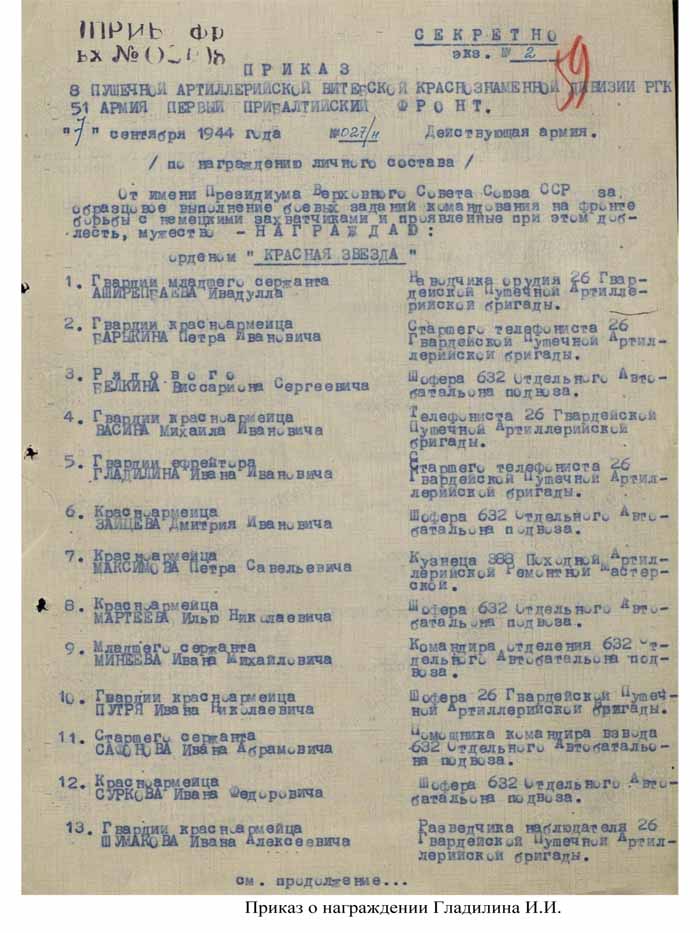 СЕКРЕТНО
экз. № 2
59
ПРИКАЗ
8 ПУШЕЧНОЙ АРТИЛЛЕРИЙСКОЙ ВИТЕБСКОЙ КРАСНОЗНАМЕННОЙ ДИВИЗИИ РГК
51 АРМИЯ ПЕРВЫЙ ПРИБАЛТИЙСКИЙ ФРОНТ.
"7" сентября 1944 года №027/н Действующая армия.
/ по награждению личного состава /
От имени Президиума Верховного Совета Союза ССР за
образцовое выполнение боевых заданий командования на фронте
борьбы с немецкими захватчиками и проявленные при этом доб-
лесть, мужество - НАГРАЖДАЮ:
орденом "КРАСНАЯ ЗВЕЗДА"
1. Гвардии младшего сержанта
АШИРЕПБАЕВА Ивадулла
Наводчика орудия 26 Гвар-
дейской Пушечной Артилле-
рийской бригады.
2. Гвардии красноармейца
БАРЫКИНА Петра Ивановича
Старшего телефониста 26
Гвардейской Пушечной Артил-
лерийской бригады.
3. Рядового
БЕЛКИНА Виссариона Сергеевича
Шофера 632 Отдельного Авто-
батальона подвоза.
4. Гвардии красноармейца
ВАСИНА Михаила Ивановича
Телефониста 26 Гвардейской
Пушечной Артиллерийской
бригады.
5. Гвардии ефрейтора
ГЛАДИЛИНА Ивана Ивановича
Старшего телефониста 26
Гвардейской Пушечной Артил-
лерийской бригады.
6. Красноармейца
ЗАЙЦЕВА Дмитрия Ивановича
Шофера 632 Отдельного Авто-
батальона подвоза.
7. Красноармейца
МАКСИМОВА Петра Савельевича
Кузнеца 388 Походной Артил-
лерийской Ремонтной Мастер-
ской.
8. Красноармейца
МАРТЕЕВА Илью Николаевича
Шофера 632 Отдельного Авто-
батальона подвоза.
9. Младшего сержанта
МИНЕЕВА Ивана Михайловича
Командира отделения 632 От-
дельного Автобатальона под-
воза.
10. Гвардии красноармейца
ПУГРЯ Ивана Николаевича
Шофера 26 Гвардейской Пушеч-
ной Артиллерийской бригады.
11. Старшего сержанта
САФОНОВА Ивана Абрамовича
Помощника командира взвода
632 Отдельного Автобатальо-
на подвоза.
12. Красноармейца
СУРКОВА Ивана Федоровича
Шофера 632 Отдельного Авто-
батальона подвоза.
13. Гвардии красноармейца
ШУМАКОВА Ивана Алексеевича
Разведчика наблюдателя 26
Гвардейской Пушечной Артил-
лерийской бригады.
см. продолжение...
Приказ о награждении Гладилина И.И.